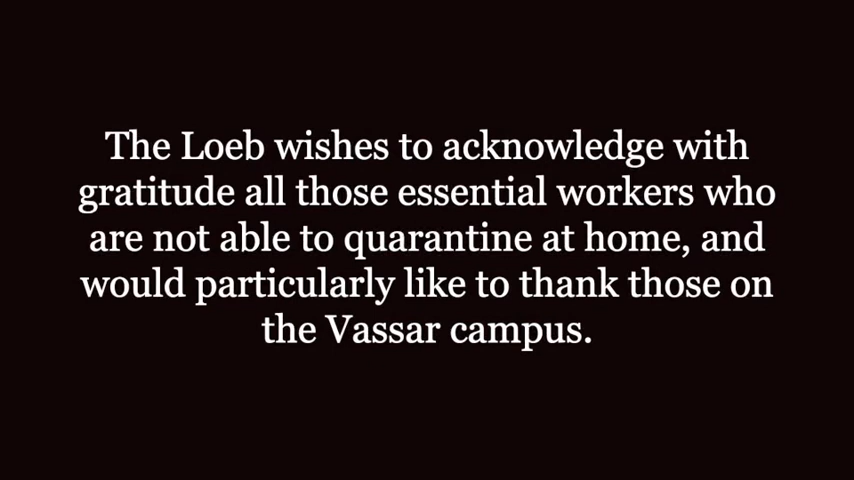 The Loeb wishes to acknowledge with
gratitude all those essential workers who
are not able to quarantine at home, and
would particularly like to thank those on
the Vassar campus.